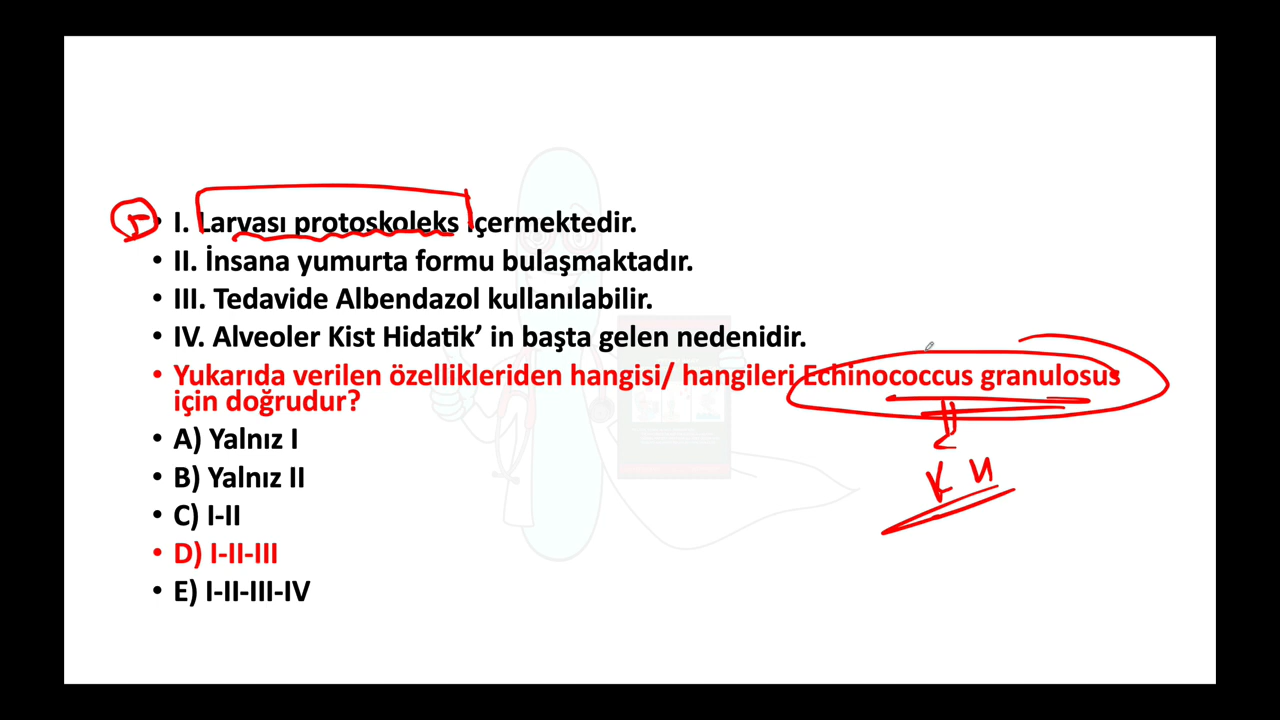 • I. Larvası protoskoleks içermektedir.
• II. İnsana yumurta formu bulaşmaktadır.
• III. Tedavide Albendazol kullanılabilir.
• IV. Alveoler Kist Hidatik’ in başta gelen nedenidir.
• Yukarıda verilen özellikleriden hangisi/ hangileri Echinococcus granulosus
için doğrudur?
K H
• A) Yalnız I
• B) Yalnız II
• C) I-II
• D) I-II-III
• E) I-II-III-IV